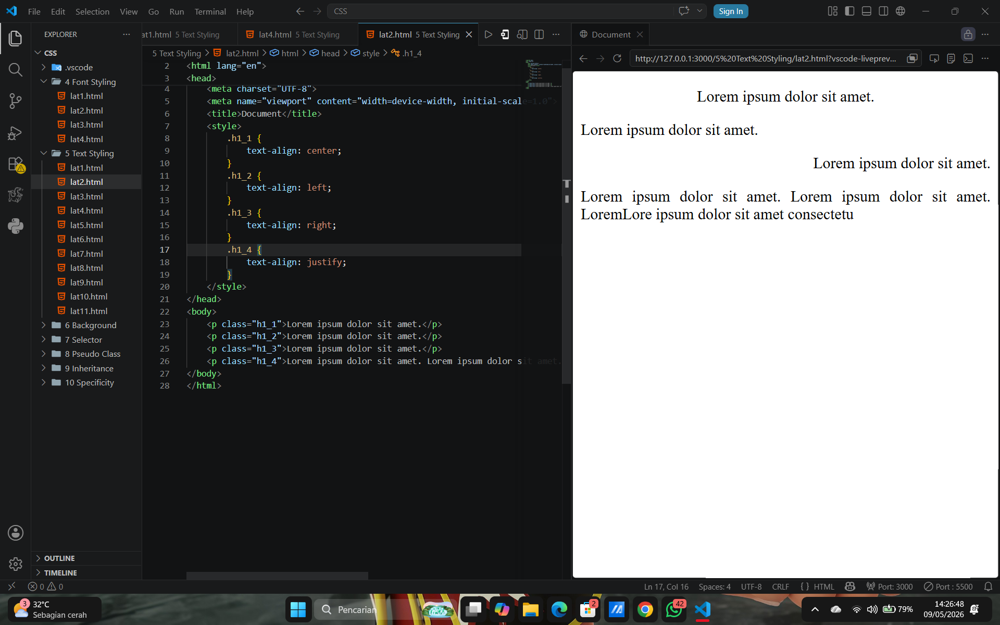 File Edit Selection View Go Run Terminal Help
CSS
Sign In
EXPLORER
CSS
.vscode
4 Font Styling
lat1.html
lat2.html
lat3.html
lat4.html
5 Text Styling
lat1.html
lat2.html
lat3.html
lat4.html
lat5.html
lat6.html
lat7.html
lat8.html
lat9.html
lat10.html
lat11.html
6 Background
7 Selector
8 Pseudo Class
9 Inheritance
10 Specificity
OUTLINE
TIMELINE
at1.html 5 Text Styling
lat4.html 5 Text Styling
lat2.html 5 Text Styling
5 Text Styling > lat2.html > html > head > style > .h1_4
2 <html lang="en">
3 <head>
4 <meta charset="UTF-8">
5 <meta name="viewport" content="width=device-width, initial-scale=1.0">
6 <title>Document</title>
7 <style>
8 .h1_1 {
9 text-align: center;
10 }
11 .h1_2 {
12 text-align: left;
13 }
14 .h1_3 {
15 text-align: right;
16 }
17 .h1_4 {
18 text-align: justify;
19 }
20 </style>
21 </head>
22 <body>
23 <p class="h1_1">Lorem ipsum dolor sit amet.</p>
24 <p class="h1_2">Lorem ipsum dolor sit amet.</p>
25 <p class="h1_3">Lorem ipsum dolor sit amet.</p>
26 <p class="h1_4">Lorem ipsum dolor sit amet. Lorem ipsum dolor sit amet.
27 </body>
28 </html>
Document
http://127.0.0.1:3000/5%20Text%20Styling/lat2.html?vscode-liveprev...
Lorem ipsum dolor sit amet.
Lorem ipsum dolor sit amet.
Lorem ipsum dolor sit amet.
Lorem ipsum dolor sit amet. Lorem ipsum dolor sit amet.
LoremLore ipsum dolor sit amet consectetu
0 0
Ln 17, Col 16 Spaces: 4 UTF-8 CRLF { } HTML Port: 3000 Port : 5500
3
32°C
Sebagian cerah
Pencarian
2
42
79%
14:26:48
09/05/2026